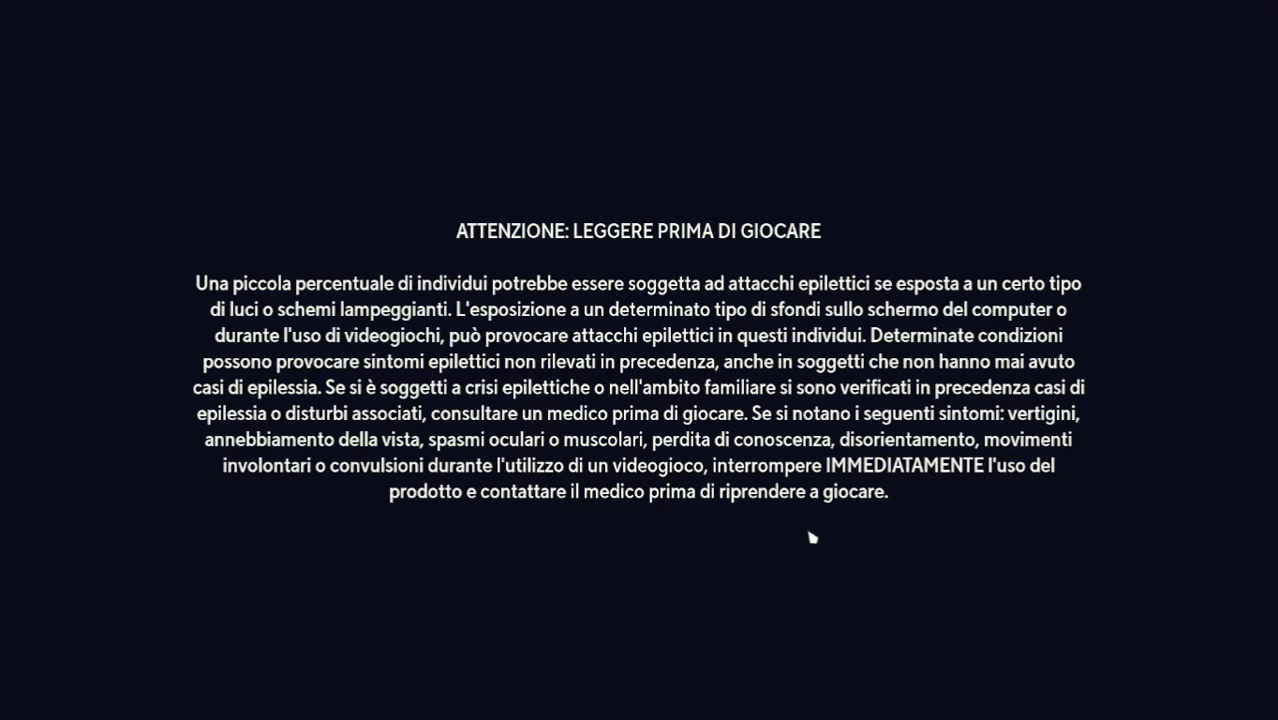 ATTENZIONE: LEGGERE PRIMA DI GIOCARE
Una piccola percentuale di individui potrebbe essere soggetta ad attacchi epilettici se esposta a un certo tipo
di luci o schemi lampeggianti. L'esposizione a un determinato tipo di sfondi sullo schermo del computer o
durante l'uso di videogiochi, può provocare attacchi epilettici in questi individui. Determinate condizioni
possono provocare sintomi epilettici non rilevati in precedenza, anche in soggetti che non hanno mai avuto
casi di epilessia. Se si è soggetti a crisi epilettiche o nell'ambito familiare si sono verificati in precedenza casi di
epilessia o disturbi associati, consultare un medico prima di giocare. Se si notano i seguenti sintomi: vertigini,
annebbiamento della vista, spasmi oculari o muscolari, perdita di conoscenza, disorientamento, movimenti
involontari o convulsioni durante l'utilizzo di un videogioco, interrompere IMMEDIATAMENTE l'uso del
prodotto e contattare il medico prima di riprendere a giocare.